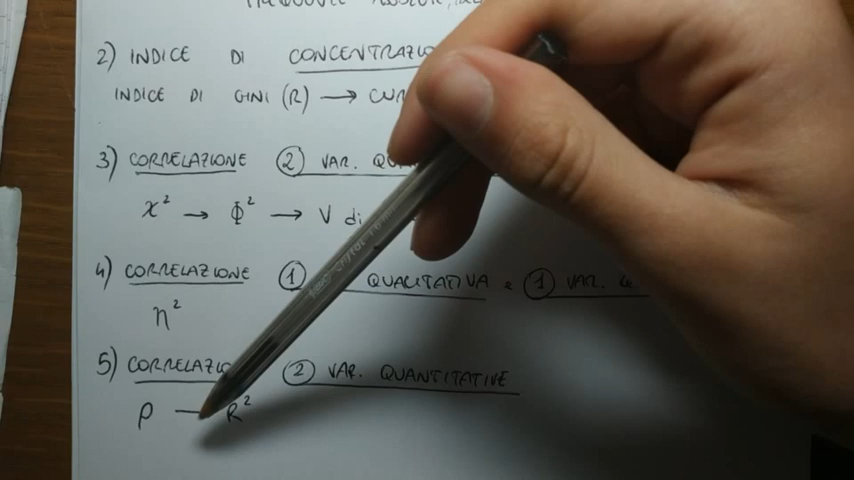 2) INDICE DI CONCENTRAZIO
INDICE DI GINI (R) → CUR
3) CORRELAZIONE ② VAR. QU
χ² → Φ² → V di
4) CORRELAZIONE ① QUALITATIVA e ① VAR.
η²
5) CORRELAZIO ② VAR. QUANTITATIVE
ρ → R²